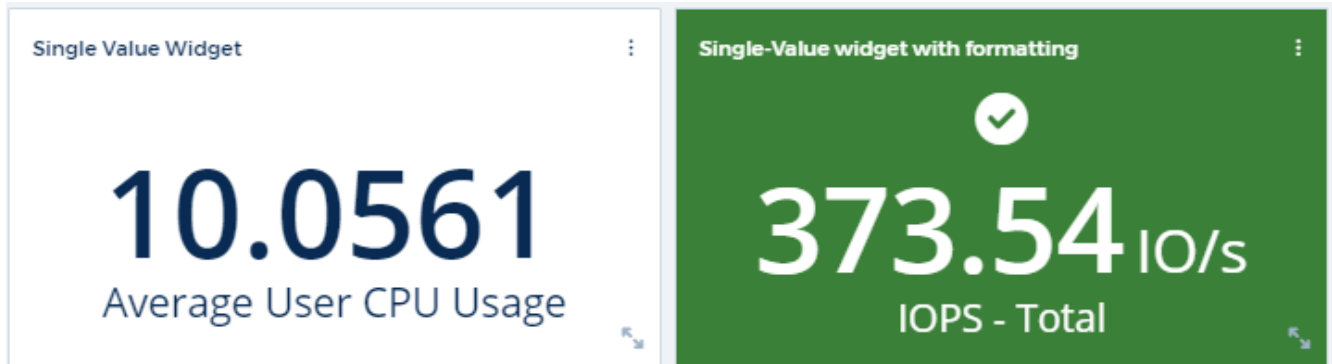 Single Value Widget
10.0561
Average User CPU Usage
Single-Value widget with formatting
373.54 IO/s
IOPS - Total